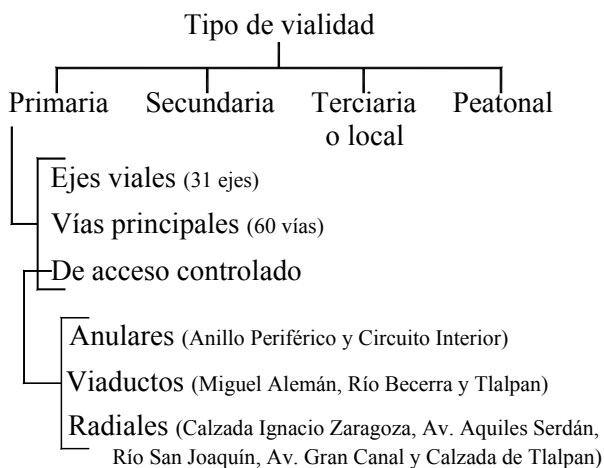 Tipo de vialidad
Primaria Secundaria Terciaria Peatonal
o local
Ejes viales (31 ejes)
Vías principales (60 vías)
De acceso controlado
Anulares (Anillo Periférico y Circuito Interior)
Viaductos (Miguel Alemán, Río Becerra y Tlalpan)
Radiales (Calzada Ignacio Zaragoza, Av. Aquiles Serdán,
Río San Joaquín, Av. Gran Canal y Calzada de Tlalpan)